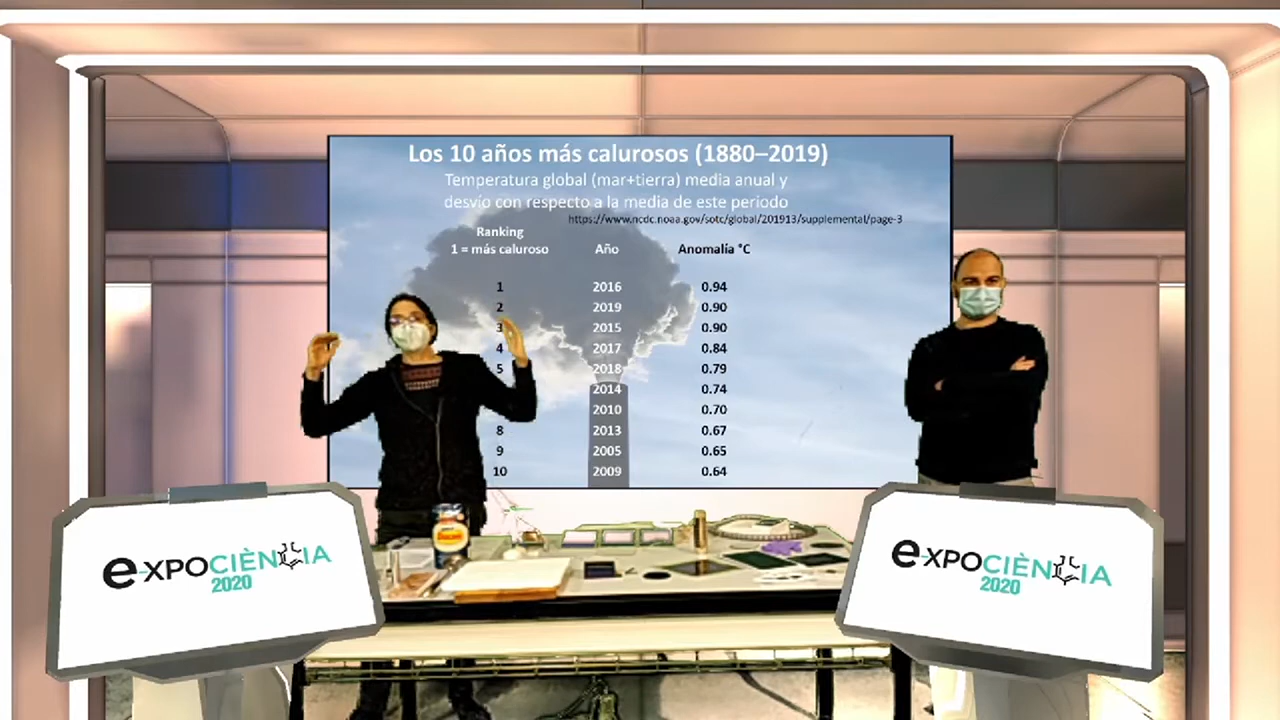 Los 10 años más calurosos (1880–2019)
Temperatura global (mar+tierra) media anual y
desvío con respecto a la media de este periodo
https://www.ncdc.noaa.gov/sotc/global/201913/supplemental/page-3
Ranking
1 = más caluroso Año Anomalía °C
1 2016 0.94
2 2019 0.90
3 2015 0.90
4 2017 0.84
5 2018 0.79
2014 0.74
2010 0.70
8 2013 0.67
9 2005 0.65
10 2009 0.64
eXPOCIÈNCIA
2020
eXPOCIÈNCIA
2020